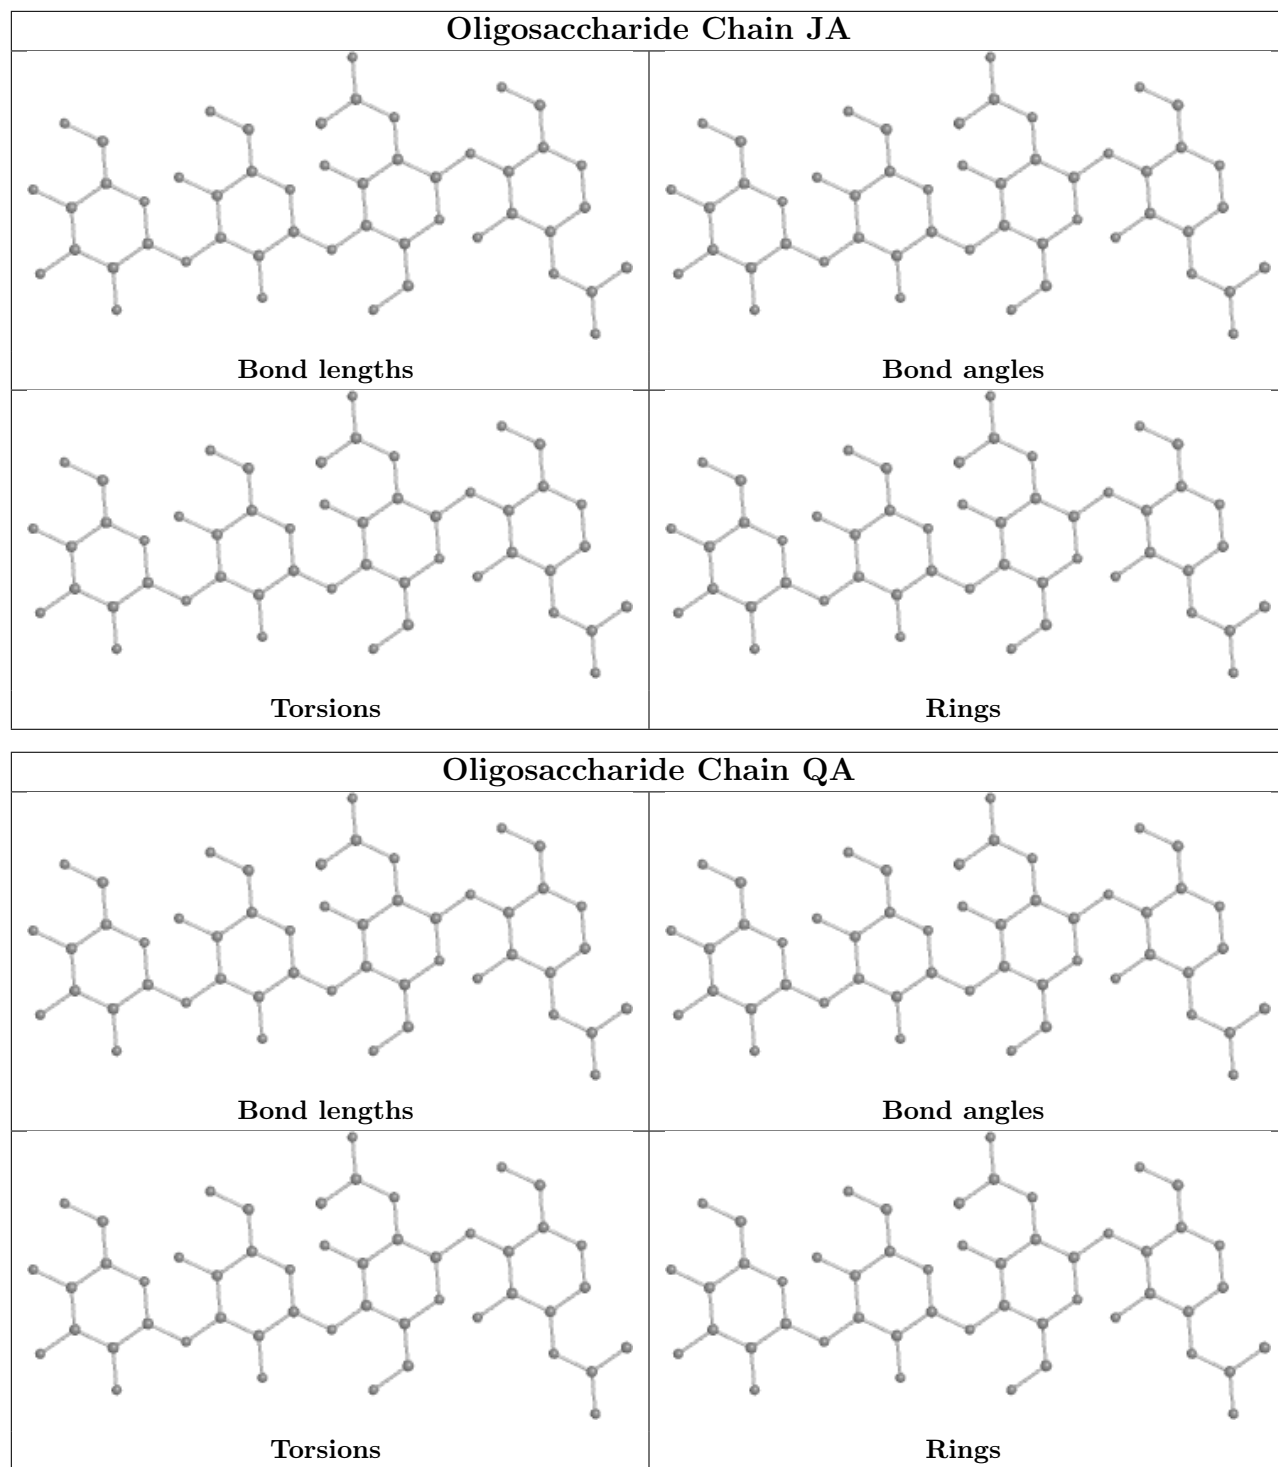 Oligosaccharide Chain JA
Bond lengths
Bond angles
Torsions
Rings
Oligosaccharide Chain QA
Bond lengths
Bond angles
Torsions
Rings